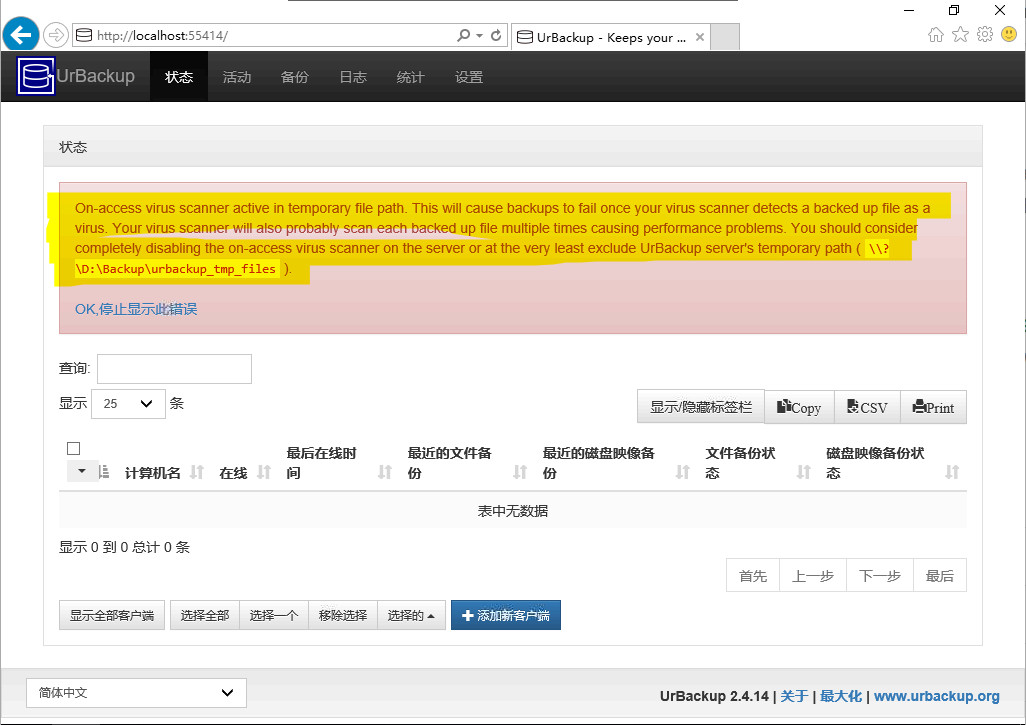 http://localhost:55414/
UrBackup - Keeps your ...
UrBackup 状态 活动 备份 日志 统计 设置
状态
On-access virus scanner active in temporary file path. This will cause backups to fail once your virus scanner detects a backed up file as a
virus. Your virus scanner will also probably scan each backed up file multiple times causing performance problems. You should consider
completely disabling the on-access virus scanner on the server or at the very least exclude UrBackup server's temporary path ( \\?
\D:\Backup\urbackup_tmp_files ).
OK,停止显示此错误
查询:
显示 25 条
显示/隐藏标签栏 Copy CSV Print
计算机名 在线 最后在线时
间 最近的文件备
份 最近的磁盘映像备
份 文件备份状
态 磁盘映像备份状
态
表中无数据
显示 0 到 0 总计 0 条
首先 上一步 下一步 最后
显示全部客户端 选择全部 选择一个 移除选择 选择的 添加新客户端
简体中文
UrBackup 2.4.14 | 关于 | 最大化 | www.urbackup.org